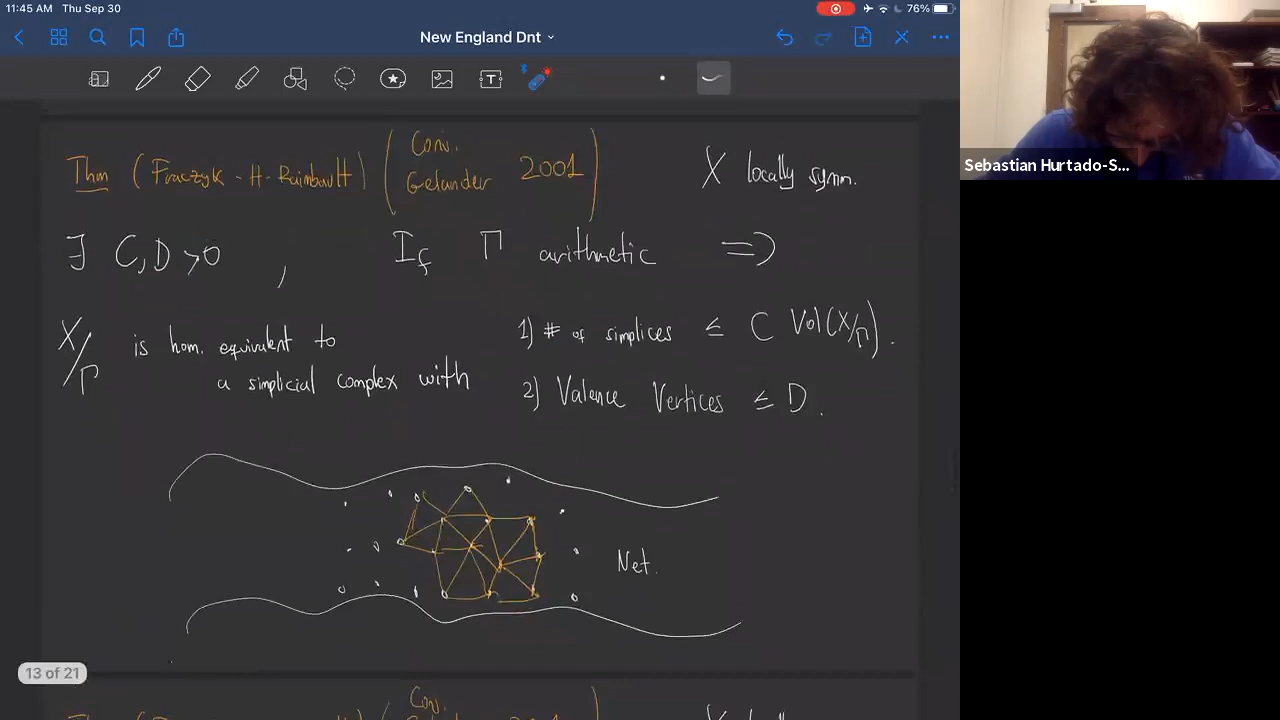 11:45 AM Thu Sep 30
76%
New England Dnt
T
Sebastian Hurtado-S...
Thm (Fraczyk - H - Raimbault) (Conj. Gelander 2001)
X locally symm.
∃ C, D > 0 , If Γ arithmetic =>
X/Γ is hom. equivalent to
a simplicial complex with
1) # of simplices ≤ C Vol(X/Γ).
2) Valence Vertices ≤ D.
Net.
13 of 21